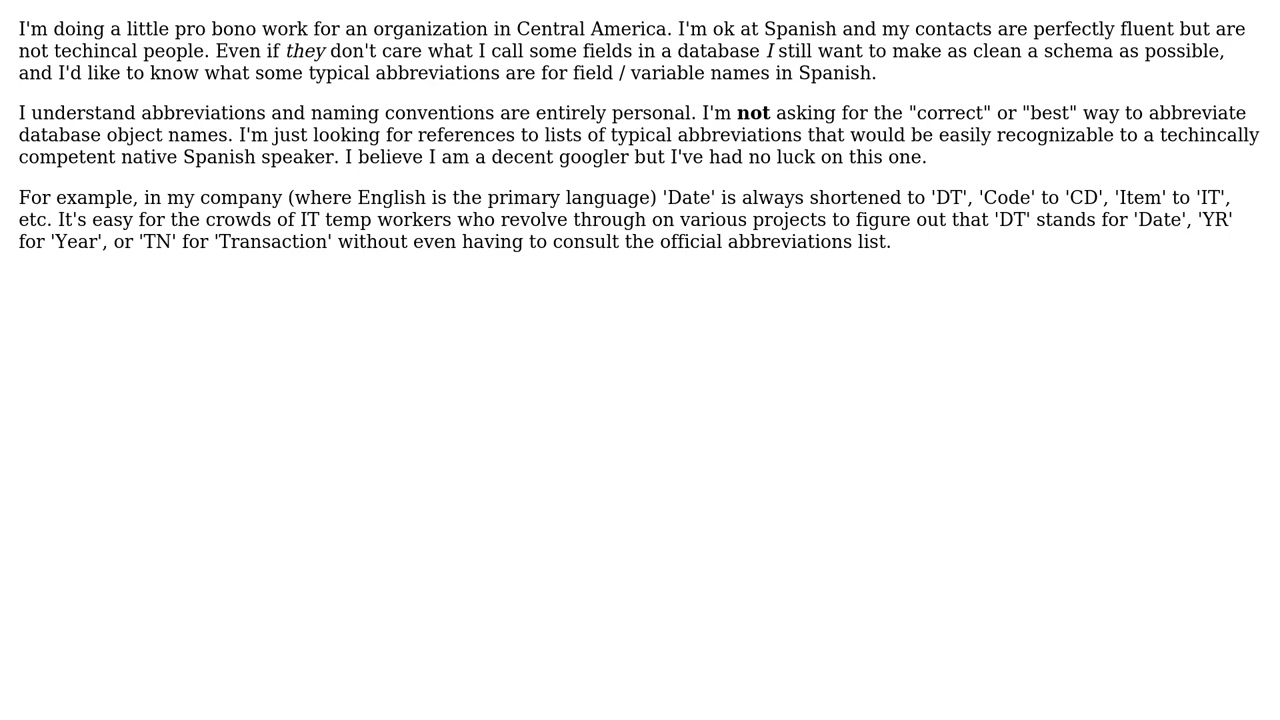 I'm doing a little pro bono work for an organization in Central America. I'm ok at Spanish and my contacts are perfectly fluent but are
not techincal people. Even if they don't care what I call some fields in a database I still want to make as clean a schema as possible,
and I'd like to know what some typical abbreviations are for field / variable names in Spanish.
I understand abbreviations and naming conventions are entirely personal. I'm not asking for the "correct" or "best" way to abbreviate
database object names. I'm just looking for references to lists of typical abbreviations that would be easily recognizable to a techincally
competent native Spanish speaker. I believe I am a decent googler but I've had no luck on this one.
For example, in my company (where English is the primary language) 'Date' is always shortened to 'DT', 'Code' to 'CD', 'Item' to 'IT',
etc. It's easy for the crowds of IT temp workers who revolve through on various projects to figure out that 'DT' stands for 'Date', 'YR'
for 'Year', or 'TN' for 'Transaction' without even having to consult the official abbreviations list.